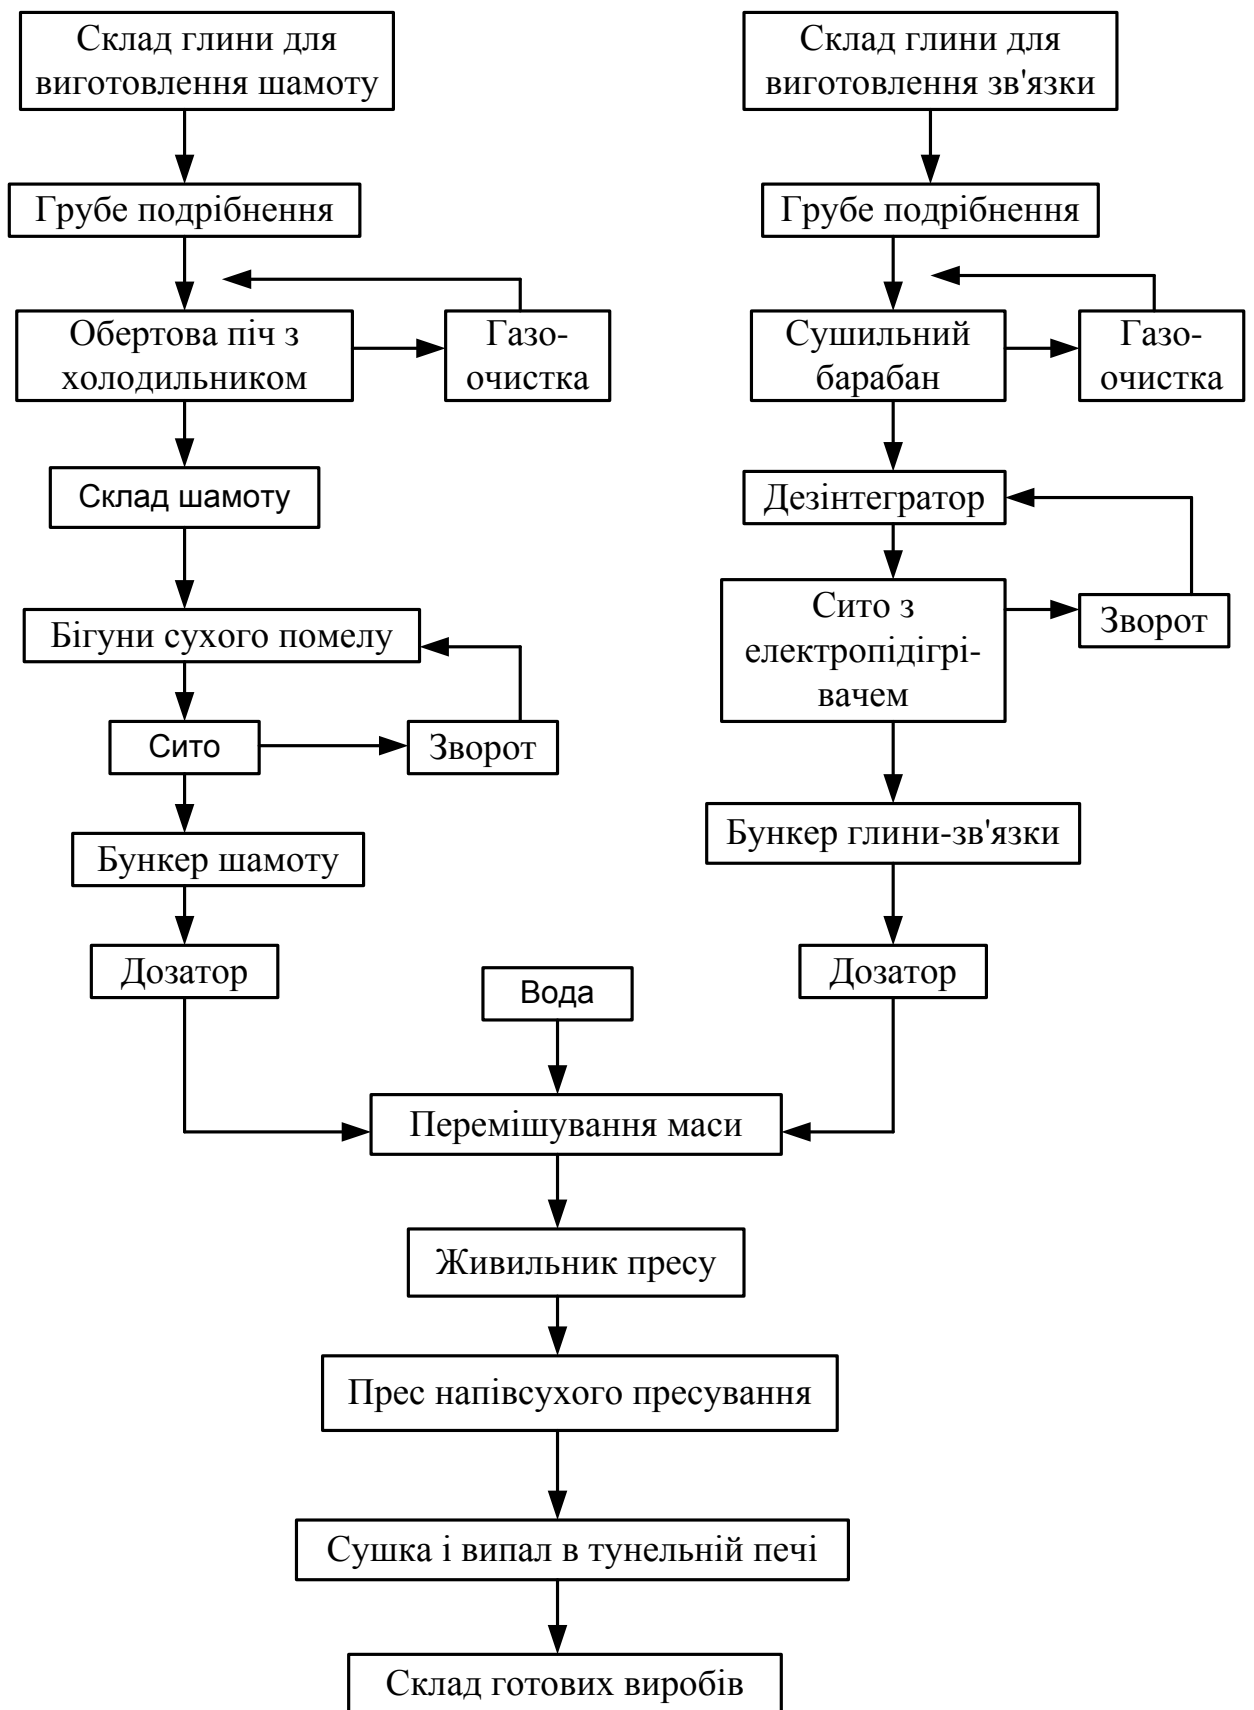 Склад глини для
виготовлення шамоту
Склад глини для
виготовлення зв'язки
Грубе подрібнення
Грубе подрібнення
Обертова піч з
холодильником
Газо-
очистка
Сушильний
барабан
Газо-
очистка
Склад шамоту
Дезінтегратор
Бігуни сухого помелу
Сито з
електропідігрі-
вачем
Зворот
Сито
Зворот
Бункер шамоту
Бункер глини-зв'язки
Дозатор
Вода
Дозатор
Перемішування маси
Живильник пресу
Прес напівсухого пресування
Сушка і випал в тунельній печі
Склад готових виробів